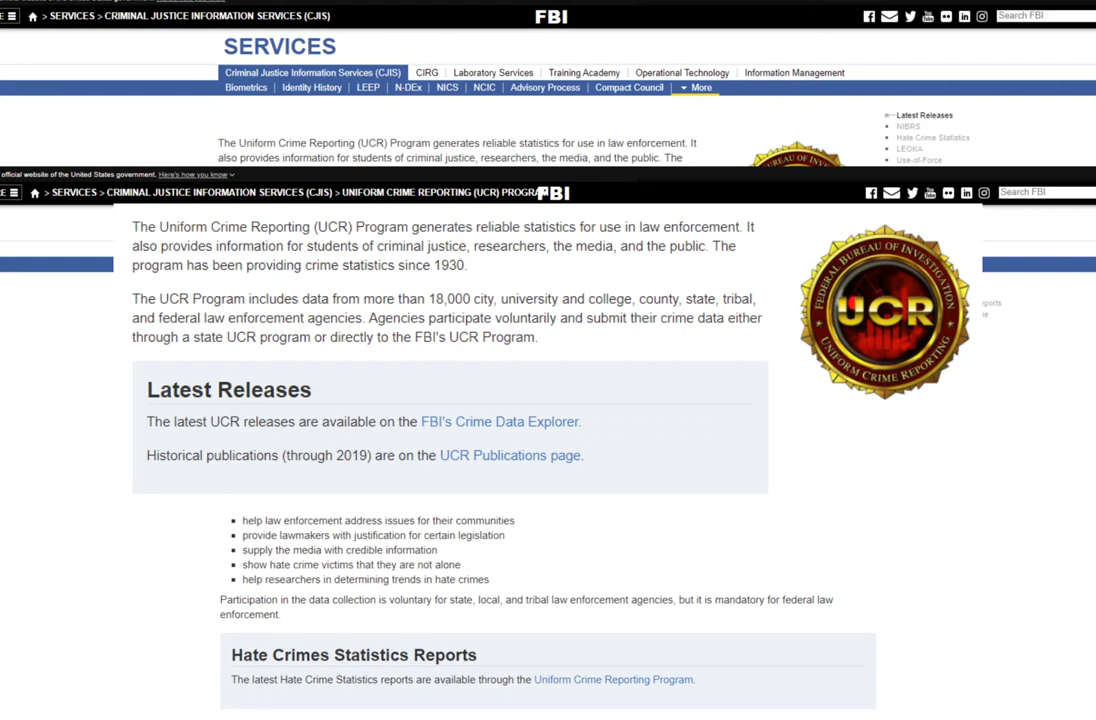 > SERVICES > CRIMINAL JUSTICE INFORMATION SERVICES (CJIS)
FBI
Search FBI
SERVICES
Criminal Justice Information Services (CJIS) CIRG Laboratory Services Training Academy Operational Technology Information Management
Biometrics | Identity History | LEEP | N-DEx | NICS | NCIC | Advisory Process | Compact Council | More
Latest Releases
NIBRS
Hate Crime Statistics
LEOKA
Use-of-Force
The Uniform Crime Reporting (UCR) Program generates reliable statistics for use in law enforcement. It
also provides information for students of criminal justice, researchers, the media, and the public. The
BUREAU OF
official website of the United States government. Here's how you know
> SERVICES > CRIMINAL JUSTICE INFORMATION SERVICES (CJIS) > UNIFORM CRIME REPORTING (UCR) PROGRA
FBI
Search FBI
The Uniform Crime Reporting (UCR) Program generates reliable statistics for use in law enforcement. It
also provides information for students of criminal justice, researchers, the media, and the public. The
program has been providing crime statistics since 1930.
The UCR Program includes data from more than 18,000 city, university and college, county, state, tribal,
and federal law enforcement agencies. Agencies participate voluntarily and submit their crime data either
through a state UCR program or directly to the FBI's UCR Program.
FEDERAL BUREAU OF INVESTIGATION
UCR
UNIFORM CRIME REPORTING
Latest Releases
The latest UCR releases are available on the FBI's Crime Data Explorer.
Historical publications (through 2019) are on the UCR Publications page.
help law enforcement address issues for their communities
provide lawmakers with justification for certain legislation
supply the media with credible information
show hate crime victims that they are not alone
help researchers in determining trends in hate crimes
Participation in the data collection is voluntary for state, local, and tribal law enforcement agencies, but it is mandatory for federal law
enforcement.
Hate Crimes Statistics Reports
The latest Hate Crime Statistics reports are available through the Uniform Crime Reporting Program.